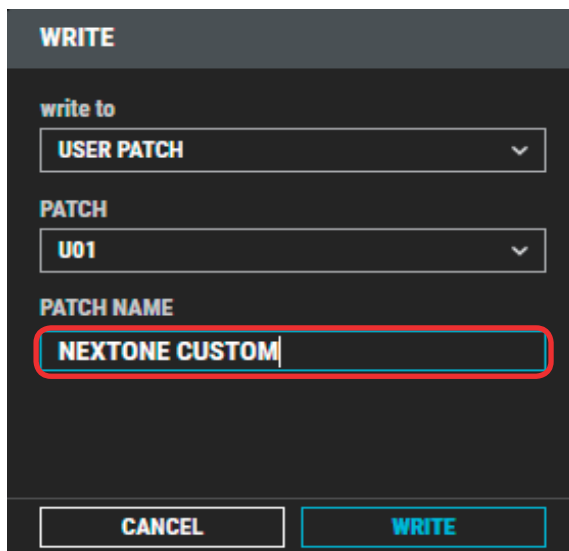 WRITE
write to
USER PATCH
PATCH
U01
PATCH NAME
NEXTONE CUSTOM
CANCEL WRITE